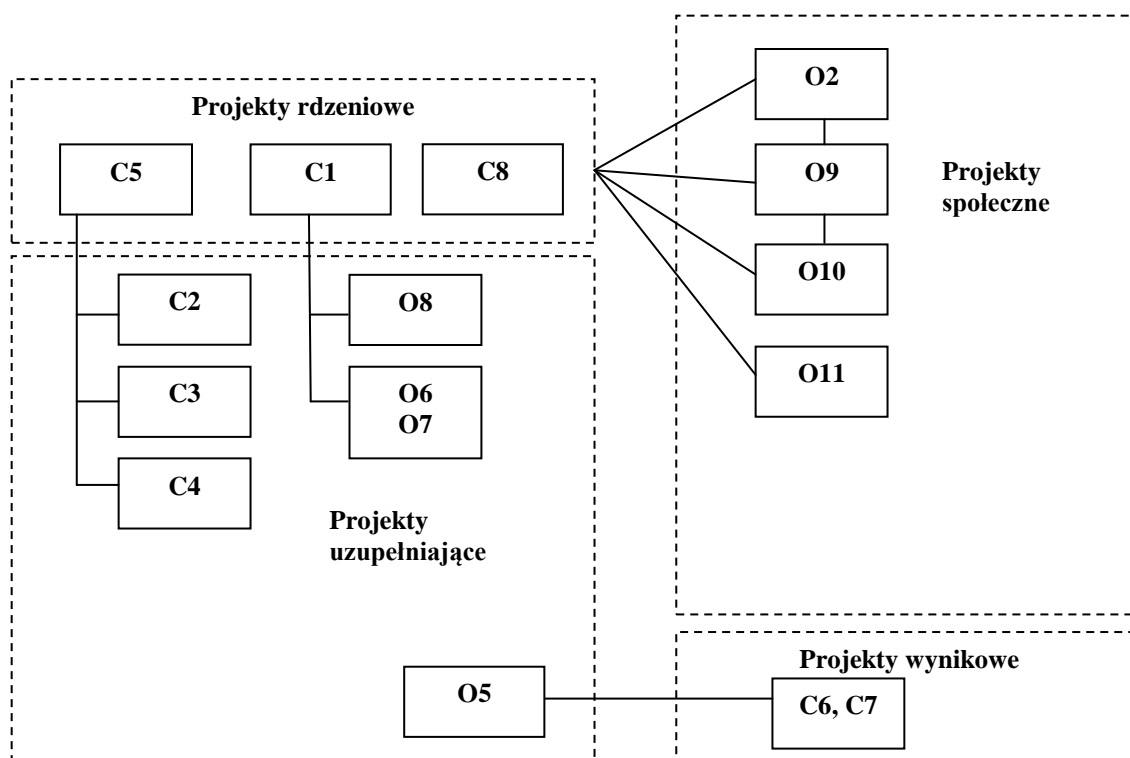 Projekty rdzeniowe
C5
C1
C8
C2
C3
C4
O8
O6
O7
Projekty
uzupełniające
O5
O2
O9
O10
O11
Projekty
społeczne
Projekty wynikowe
C6, C7